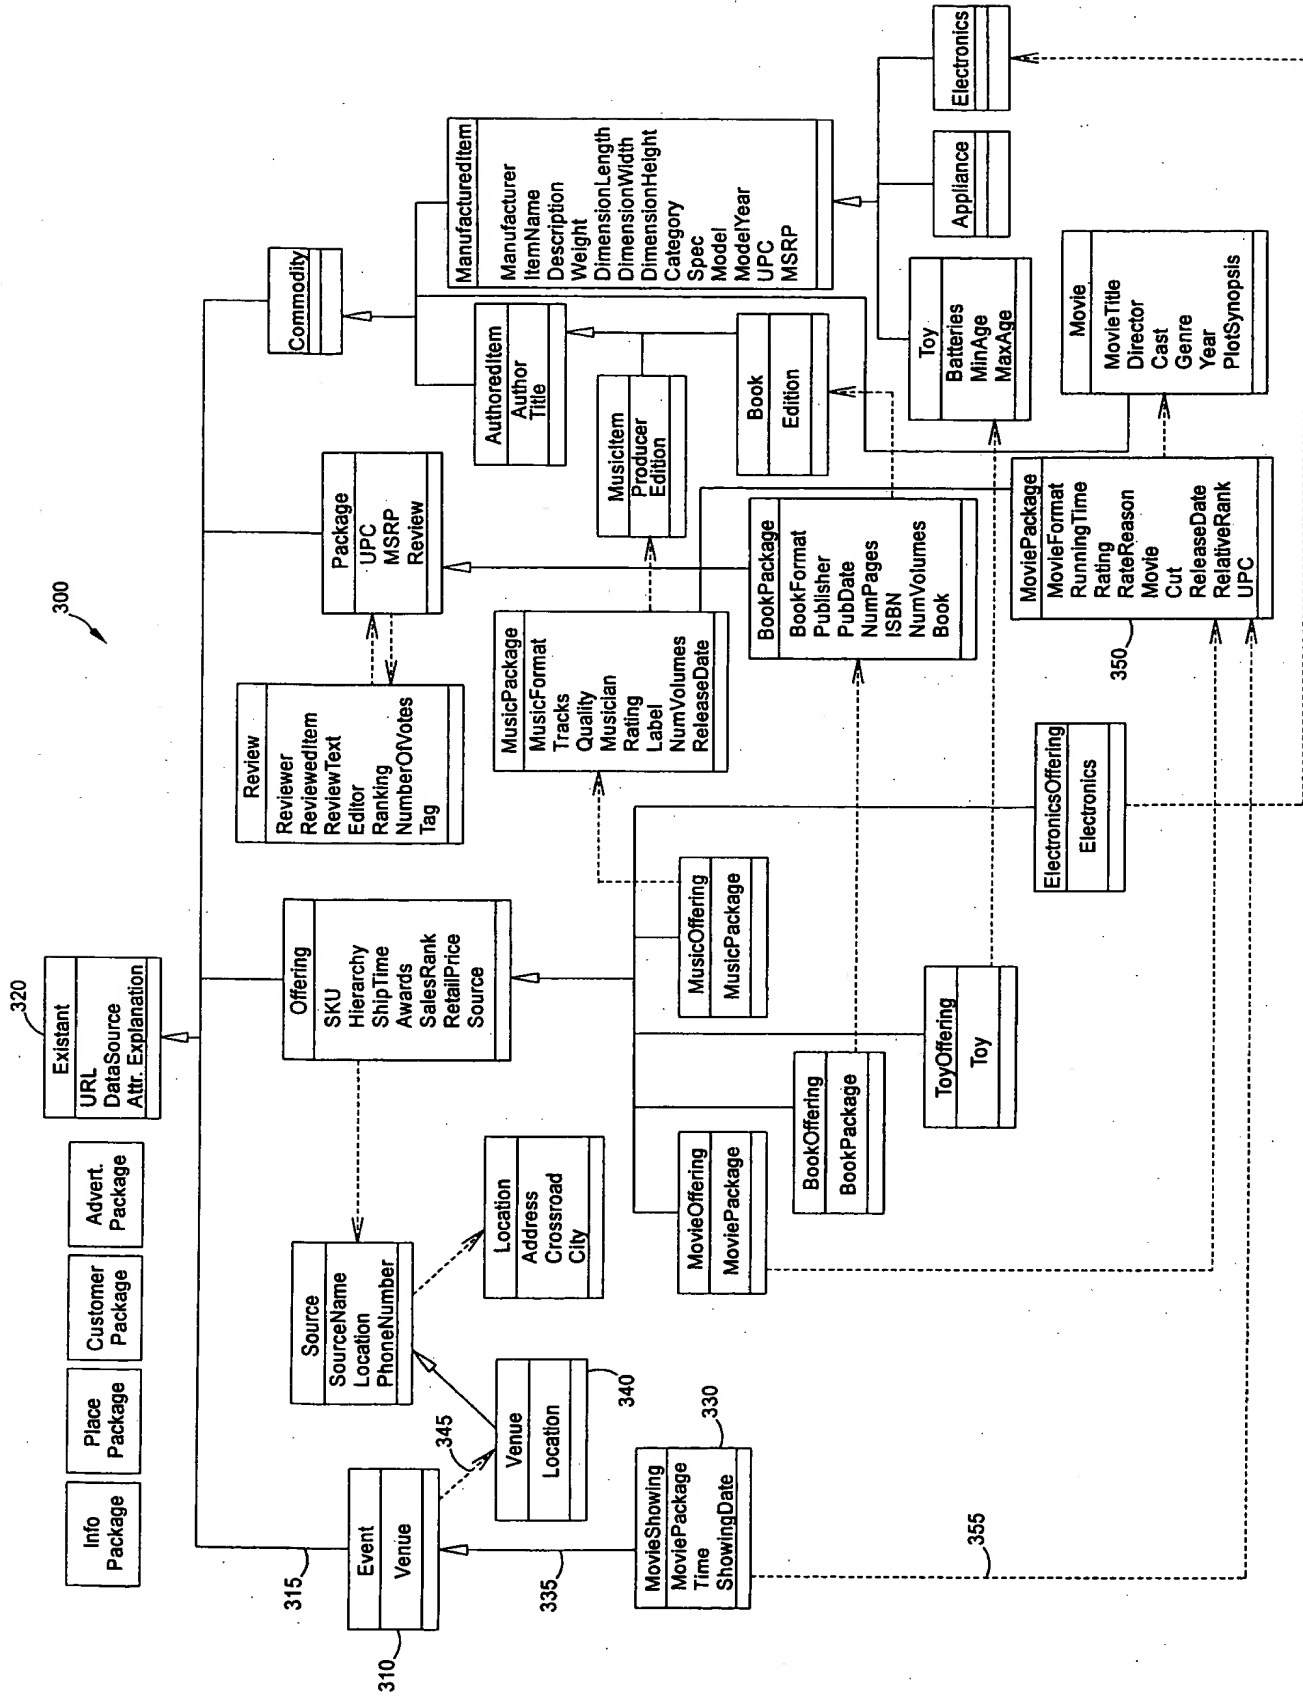 300
Info
Package
Place
Package
Customer
Package
Advert.
Package
320
Existant
URL
DataSource
Attr. Explanation
315
310
Event
Venue
345
Venue
Location
340
335
MovieShowing
MoviePackage
Time
ShowingDate
330
355
Source
SourceName
Location
PhoneNumber
Location
Address
Crossroad
City
Offering
SKU
Hierarchy
ShipTime
Awards
SalesRank
RetailPrice
Source
MovieOffering
MoviePackage
BookOffering
BookPackage
MusicOffering
MusicPackage
ToyOffering
Toy
ElectronicsOffering
Electronics
Review
Reviewer
ReviewedItem
ReviewText
Editor
Ranking
NumberOfVotes
Tag
Package
UPC
MSRP
Review
MusicPackage
MusicFormat
Tracks
Quality
Musician
Rating
Label
NumVolumes
ReleaseDate
BookPackage
BookFormat
Publisher
PubDate
NumPages
ISBN
NumVolumes
Book
350
MoviePackage
MovieFormat
RunningTime
Rating
RateReason
Movie
Cut
ReleaseDate
RelativeRank
UPC
Commodity
AuthoredItem
Author
Title
MusicItem
Producer
Edition
Book
Edition
ManufacturedItem
Manufacturer
ItemName
Description
Weight
DimensionLength
DimensionWidth
DimensionHeight
Category
Spec
Model
ModelYear
UPC
MSRP
Toy
Batteries
MinAge
MaxAge
Appliance
Electronics
Movie
MovieTitle
Director
Cast
Genre
Year
PlotSynopsis